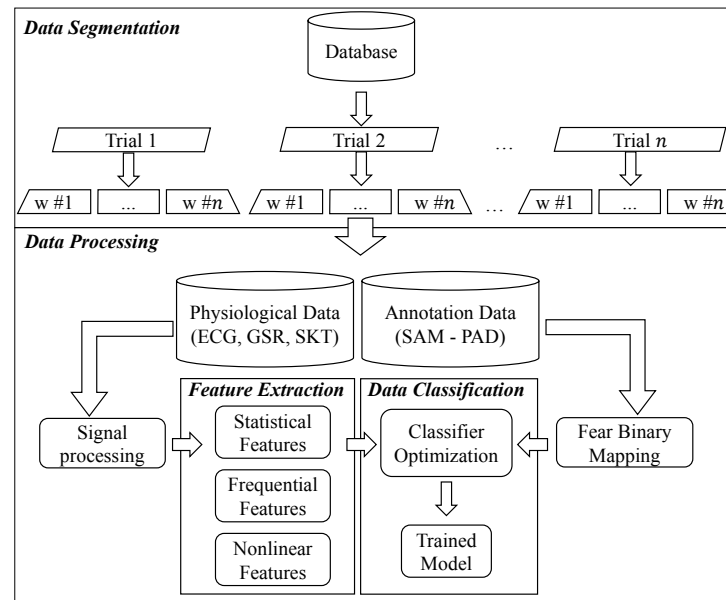 Data Segmentation
Database
Trial 1
Trial 2
...
Trial n
w #1
...
w #n
w #1
...
w #n
...
w #1
...
w #n
Data Processing
Physiological Data
(ECG, GSR, SKT)
Annotation Data
(SAM - PAD)
Feature Extraction
Data Classification
Signal
processing
Statistical
Features
Frequential
Features
Nonlinear
Features
Classifier
Optimization
Trained
Model
Fear Binary
Mapping